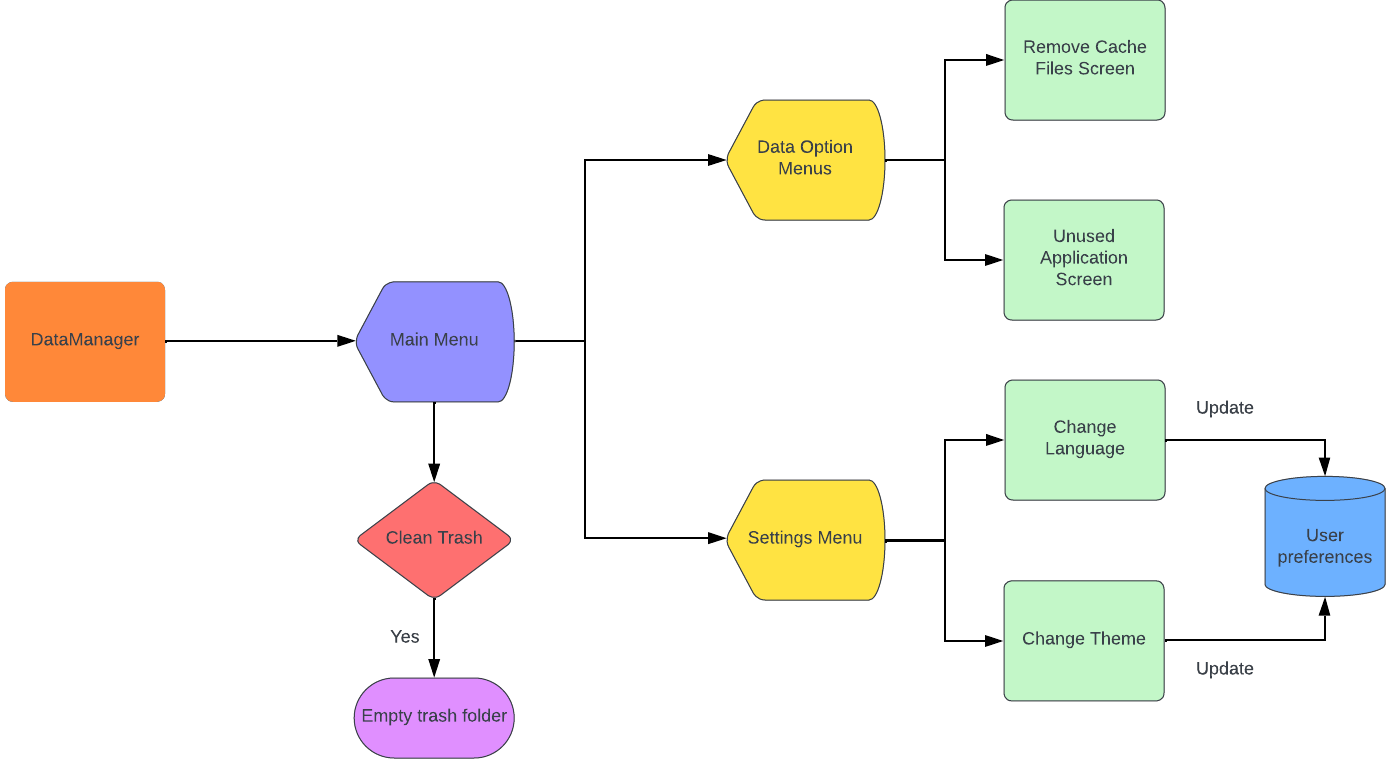 Remove Cache
Files Screen
Data Option
Menus
Unused
Application
Screen
DataManager
Main Menu
Change
Language
Update
Clean Trash
Settings Menu
User
preferences
Yes
Change Theme
Update
Empty trash folder